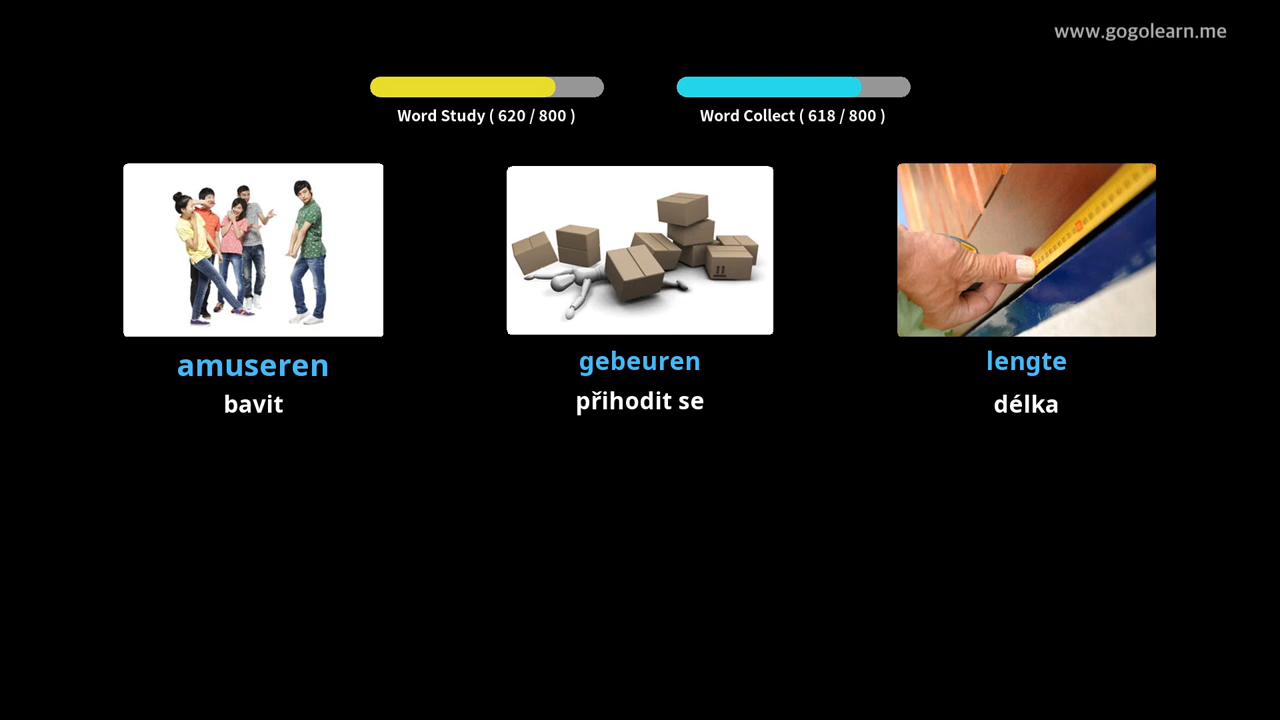 www.gogolearn.me
Word Study ( 620 / 800 )
Word Collect ( 618 / 800 )
amuseren
bavit
gebeuren
přihodit se
lengte
délka